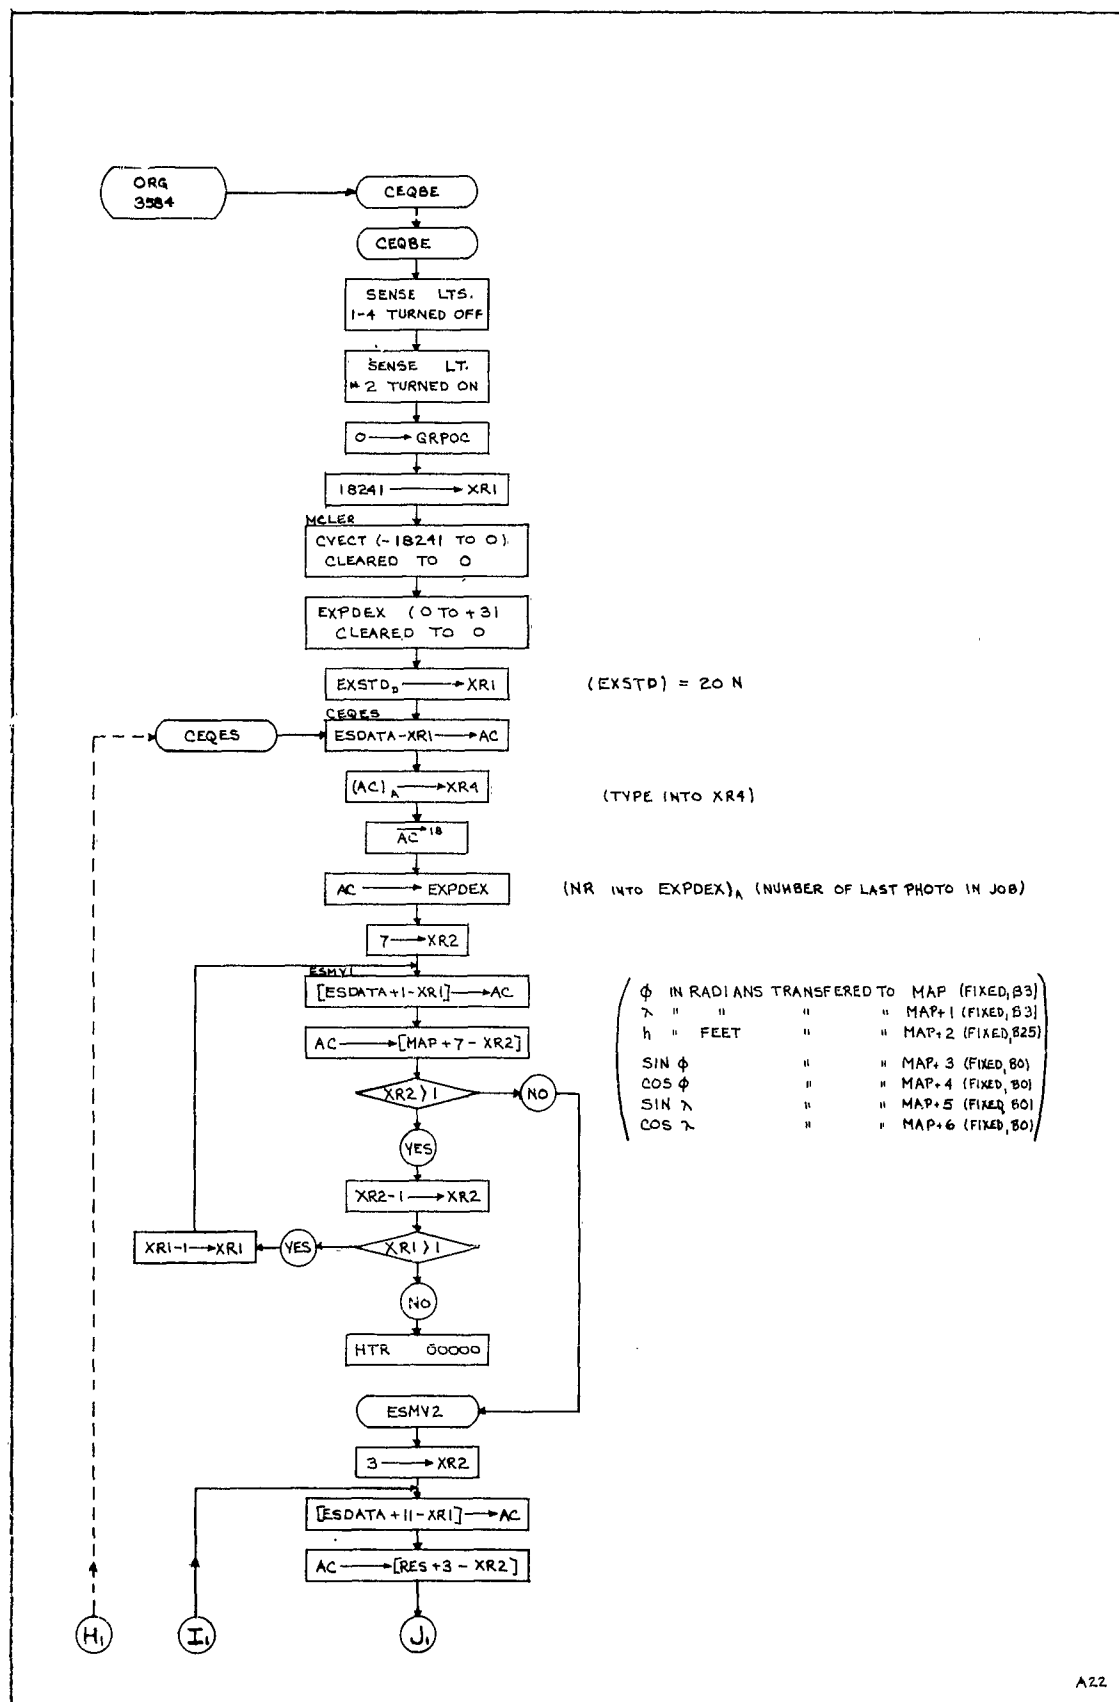 ORG
3584
CEQBE
CEQBE
SENSE LTS.
1-4 TURNED OFF
SENSE LT.
# 2 TURNED ON
0 → GRPOC
18241 → XR1
MCLER
CVECT (-18241 TO 0)
CLEARED TO 0
EXPDEX (0 TO +3)
CLEARED TO 0
EXSTD_D → XR1
(EXSTD) = 20 N
CEQES
CEQES
ESDATA-XR1 → AC
(AC)_A → XR4
(TYPE INTO XR4)
AC → 18
AC → EXPDEX
(NR INTO EXPDEX)_A (NUMBER OF LAST PHOTO IN JOB)
7 → XR2
ESMV1
[ESDATA+1-XR1] → AC
AC → [MAP+7-XR2]
ϕ IN RADIANS TRANSFERED TO MAP (FIXED, B3)
λ " " " " MAP+1 (FIXED, B3)
h " FEET " " MAP+2 (FIXED, B25)
SIN ϕ " " MAP+3 (FIXED, B0)
COS ϕ " " MAP+4 (FIXED, B0)
SIN λ " " MAP+5 (FIXED, B0)
COS λ " " MAP+6 (FIXED, B0)
XR2 > 1
NO
YES
XR2-1 → XR2
XR1-1 → XR1
YES
XR1 > 1
NO
HTR 00000
ESMV2
3 → XR2
[ESDATA+11-XR1] → AC
AC → [RES+3-XR2]
H1
I1
J1
A22